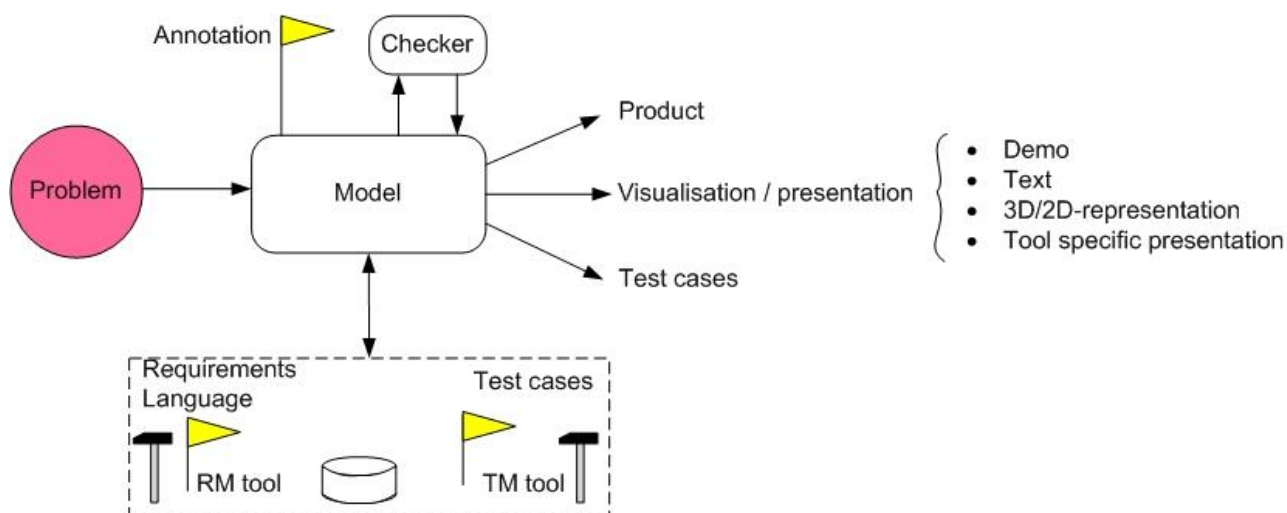 Annotation
Checker
Product
Problem
Model
Visualisation / presentation
• Demo
• Text
• 3D/2D-representation
• Tool specific presentation
Test cases
Requirements
Language
Test cases
RM tool
TM tool